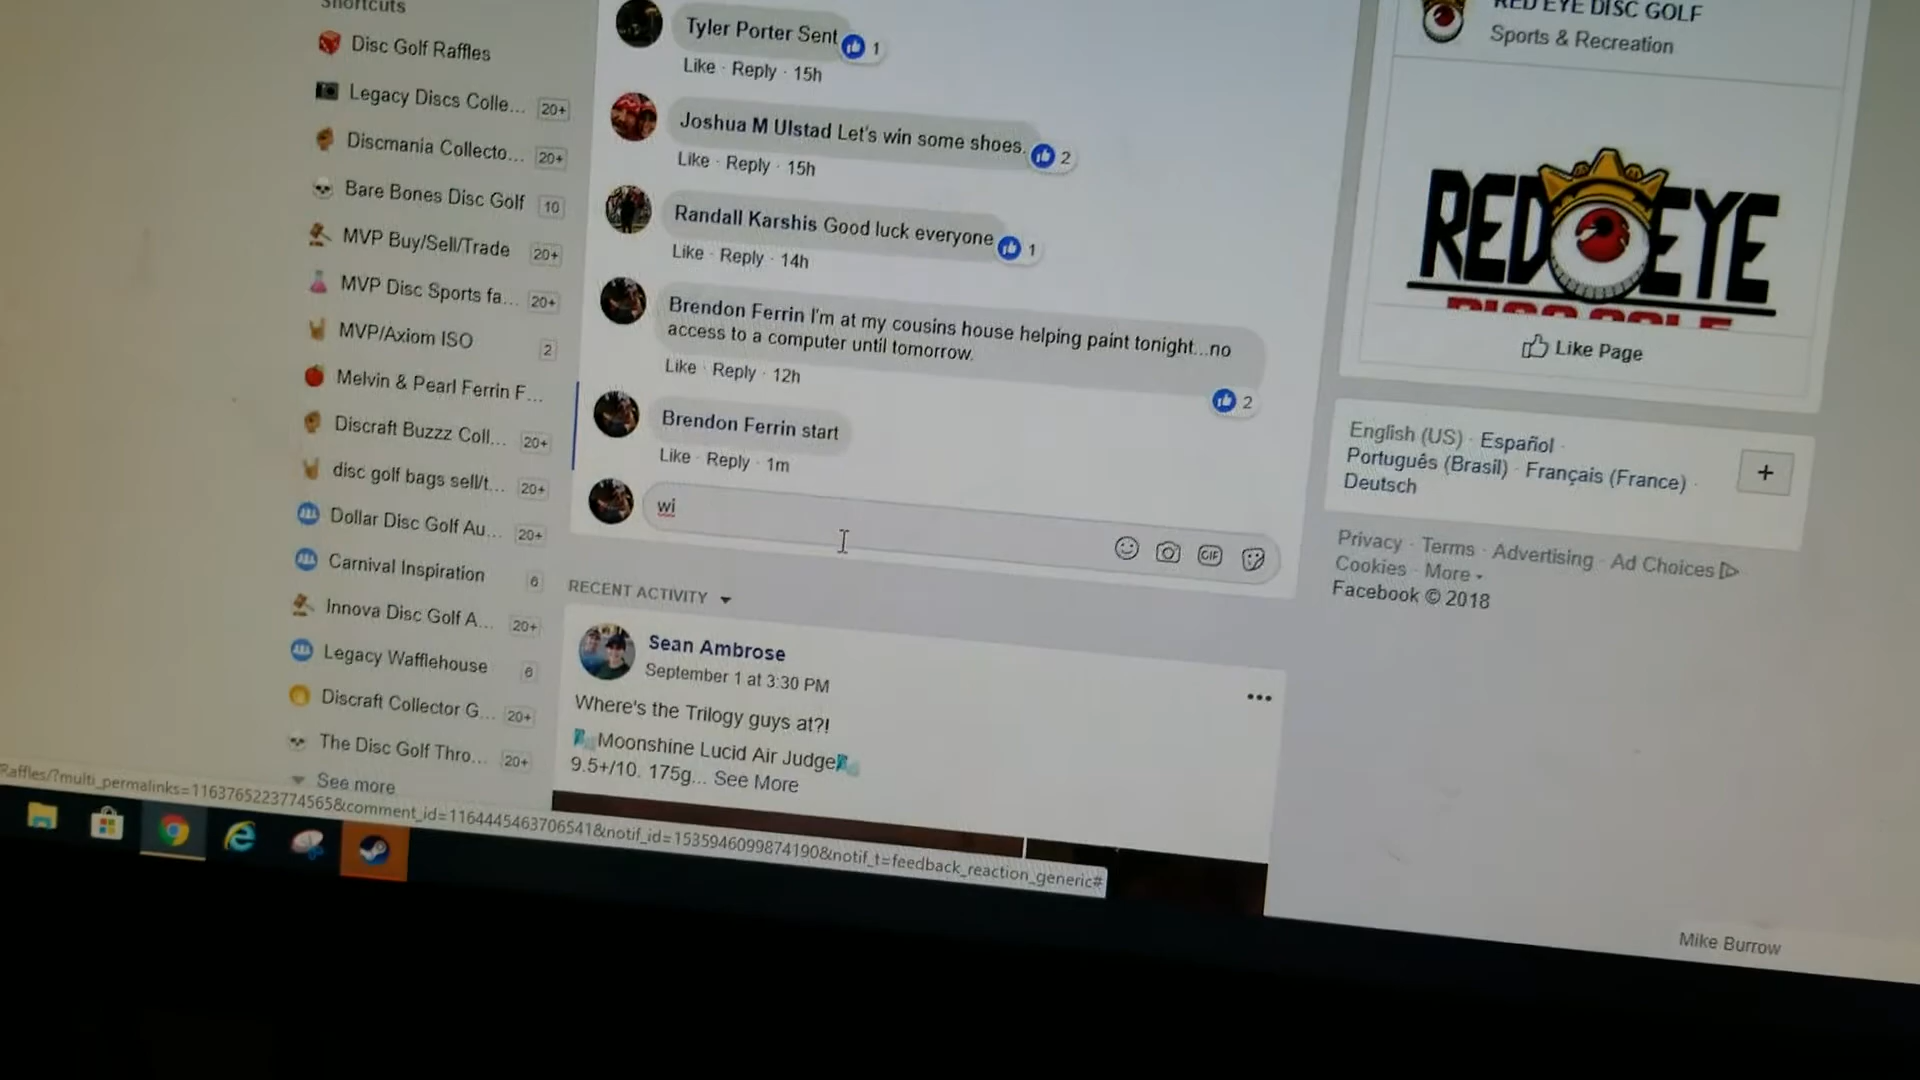 Shortcuts
Disc Golf Raffles
Legacy Discs Colle... 20+
Discmania Collecto... 20+
Bare Bones Disc Golf 10
MVP Buy/Sell/Trade 20+
MVP Disc Sports fa... 20+
MVP/Axiom ISO 2
Melvin & Pearl Ferrin F...
Discraft Buzzz Coll... 20+
disc golf bags sell/t... 20+
Dollar Disc Golf Au... 20+
Carnival Inspiration 6
Innova Disc Golf A... 20+
Legacy Wafflehouse 6
Discraft Collector G... 20+
The Disc Golf Thro... 20+
See more
Tyler Porter Sent 1
Like · Reply · 15h
Joshua M Ulstad Let's win some shoes. 2
Like · Reply · 15h
Randall Karshis Good luck everyone 1
Like · Reply · 14h
Brendon Ferrin I'm at my cousins house helping paint tonight...no
access to a computer until tomorrow.
Like · Reply · 12h 2
Brendon Ferrin start
Like · Reply · 1m
wi
GIF
RECENT ACTIVITY
Sean Ambrose
September 1 at 3:30 PM
Where's the Trilogy guys at?!
Moonshine Lucid Air Judge
9.5+/10. 175g... See More
RED EYE DISC GOLF
Sports & Recreation
RED EYE
DISC GOLF
Like Page
English (US) · Español ·
Português (Brasil) · Français (France) ·
Deutsch
+
Privacy · Terms · Advertising · Ad Choices
Cookies · More
Facebook © 2018
Raffles/?multi_permalinks=1163765223774565&comment_id=1164445463706541&notif_id=1535946099874190&notif_t=feedback_reaction_generic#
Mike Burrow